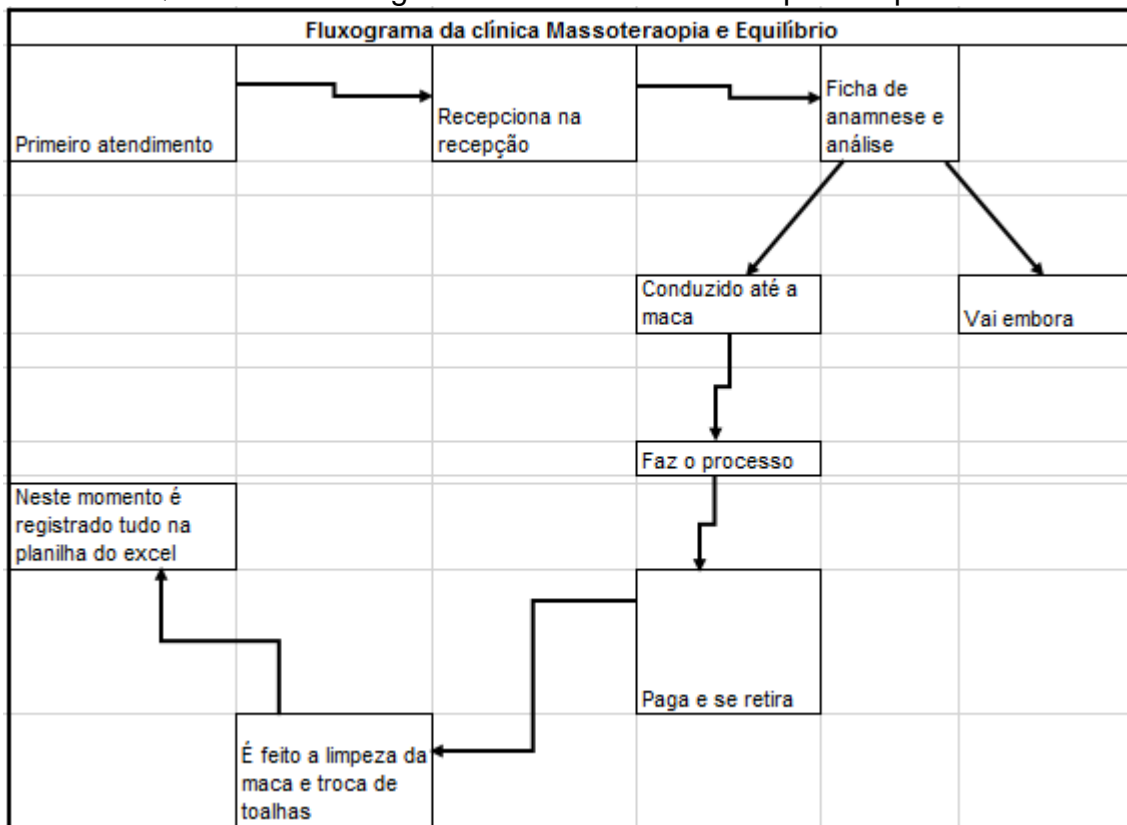 Fluxograma da clínica Massoteraopia e Equilíbrio
Primeiro atendimento
Recepciona na
recepção
Ficha de
anamnese e
análise
Conduzido até a
maca
Vai embora
Faz o processo
Neste momento é
registrado tudo na
planilha do excel
Paga e se retira
É feito a limpeza da
maca e troca de
toalhas